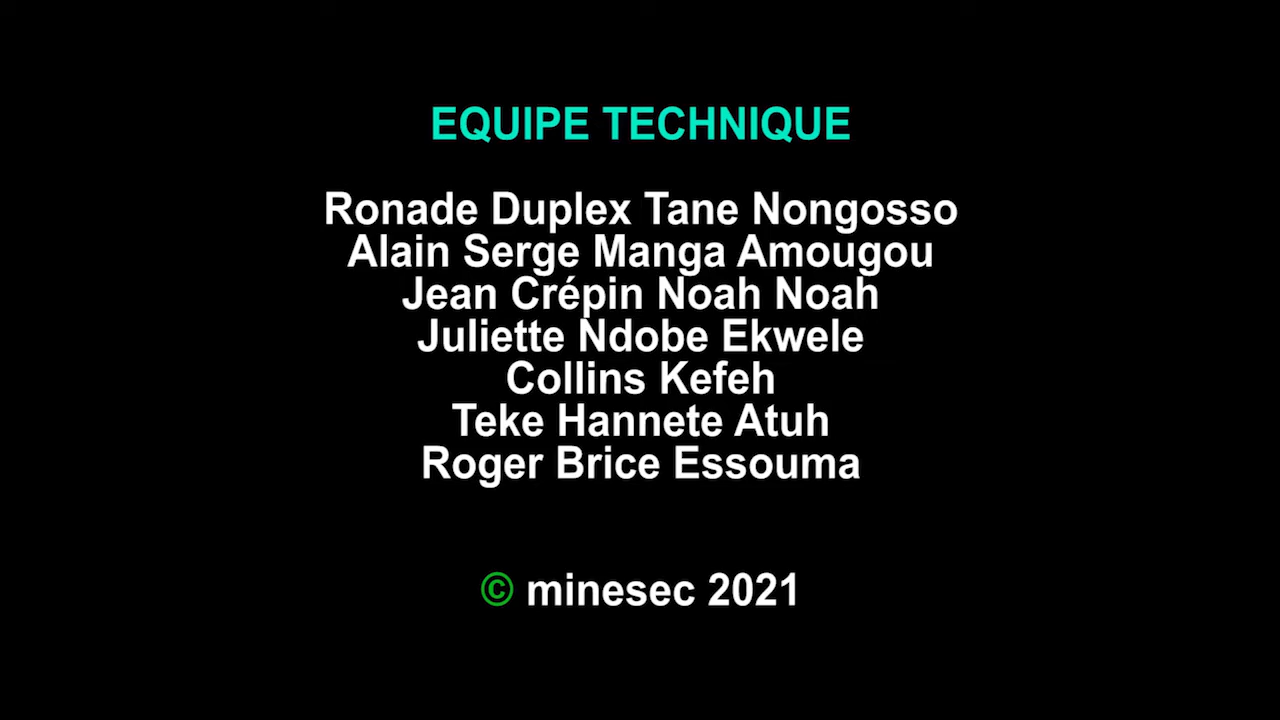 EQUIPE TECHNIQUE
Ronade Duplex Tane Nongosso
Alain Serge Manga Amougou
Jean Crépin Noah Noah
Juliette Ndobe Ekwele
Collins Kefeh
Teke Hannete Atuh
Roger Brice Essouma
© minesec 2021